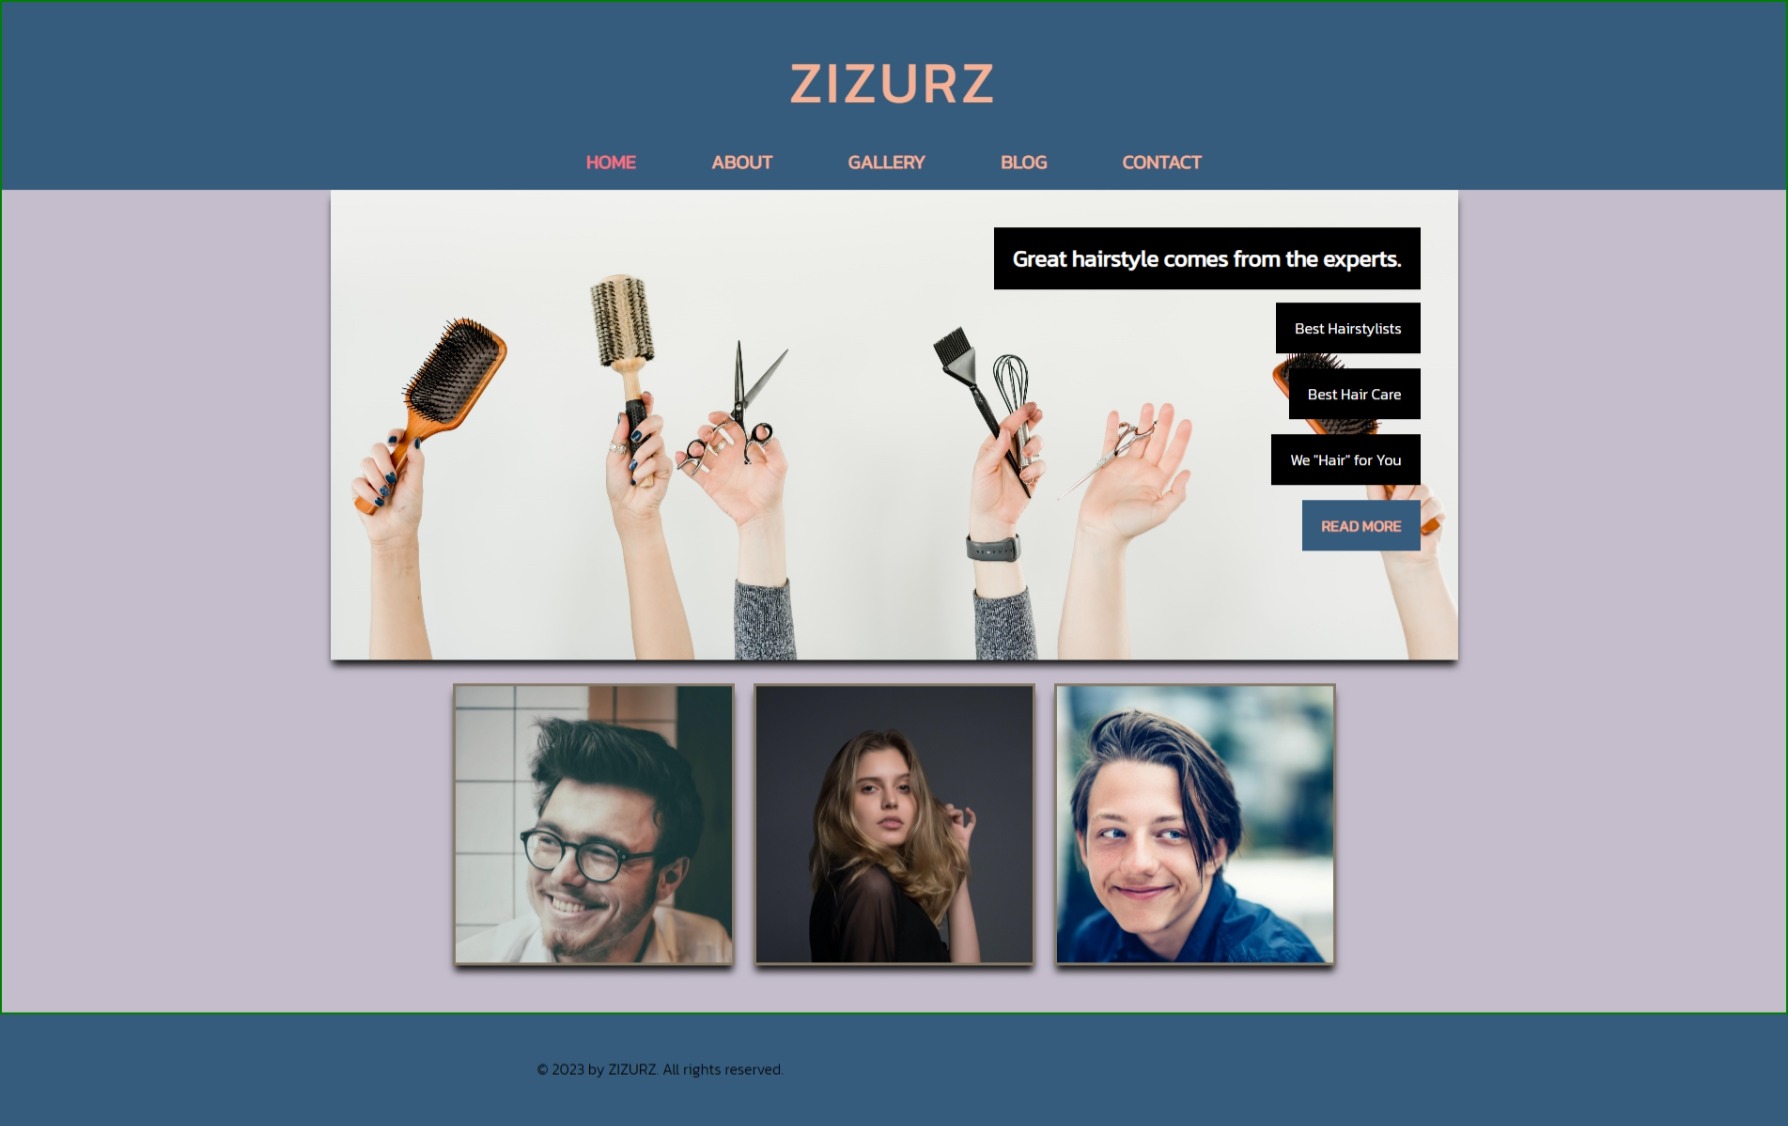 ZIZURZ
HOME ABOUT GALLERY BLOG CONTACT
Great hairstyle comes from the experts.
Best Hairstylists
Best Hair Care
We "Hair" for You
READ MORE
© 2023 by ZIZURZ. All rights reserved.